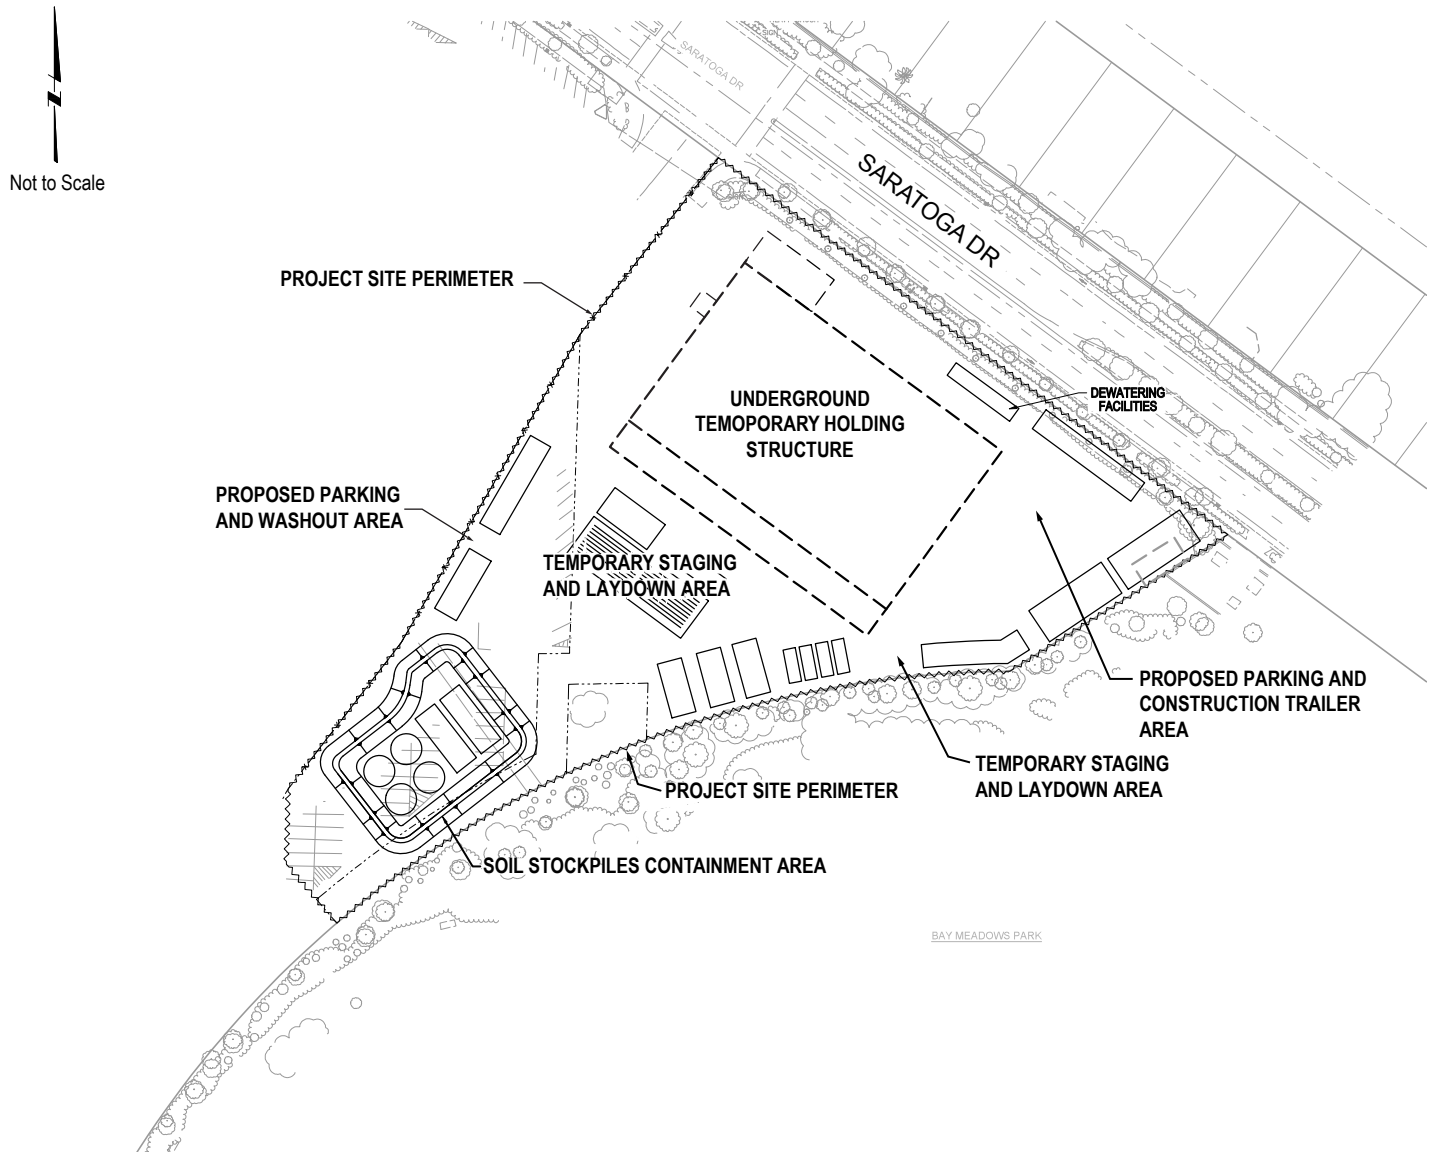 SIGN
SARATOGA DR
SARATOGA DR
Not to Scale
PROJECT SITE PERIMETER
UNDERGROUND
TEMOPORARY HOLDING
STRUCTURE
DEWATERING
FACILITIES
PROPOSED PARKING
AND WASHOUT AREA
TEMPORARY STAGING
AND LAYDOWN AREA
PROPOSED PARKING AND
CONSTRUCTION TRAILER
AREA
TEMPORARY STAGING
AND LAYDOWN AREA
PROJECT SITE PERIMETER
SOIL STOCKPILES CONTAINMENT AREA
BAY MEADOWS PARK